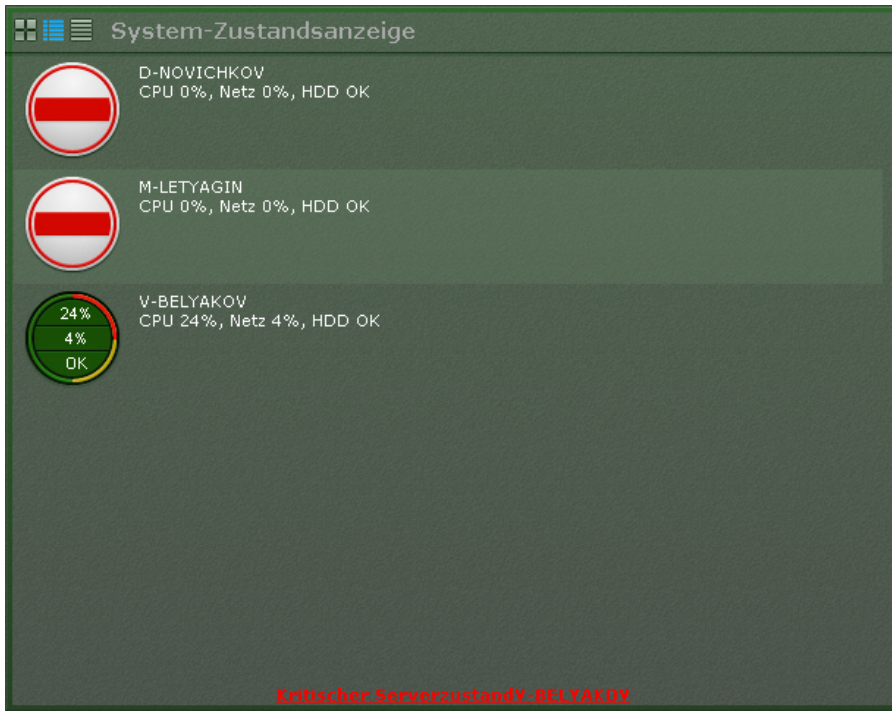 System-Zustandsanzeige
D-NOVICHKOV
CPU 0%, Netz 0%, HDD OK
M-LETYAGIN
CPU 0%, Netz 0%, HDD OK
V-BELYAKOV
CPU 24%, Netz 4%, HDD OK
24%
4%
OK
Kritischer ServerzustandV-BELYAKOV